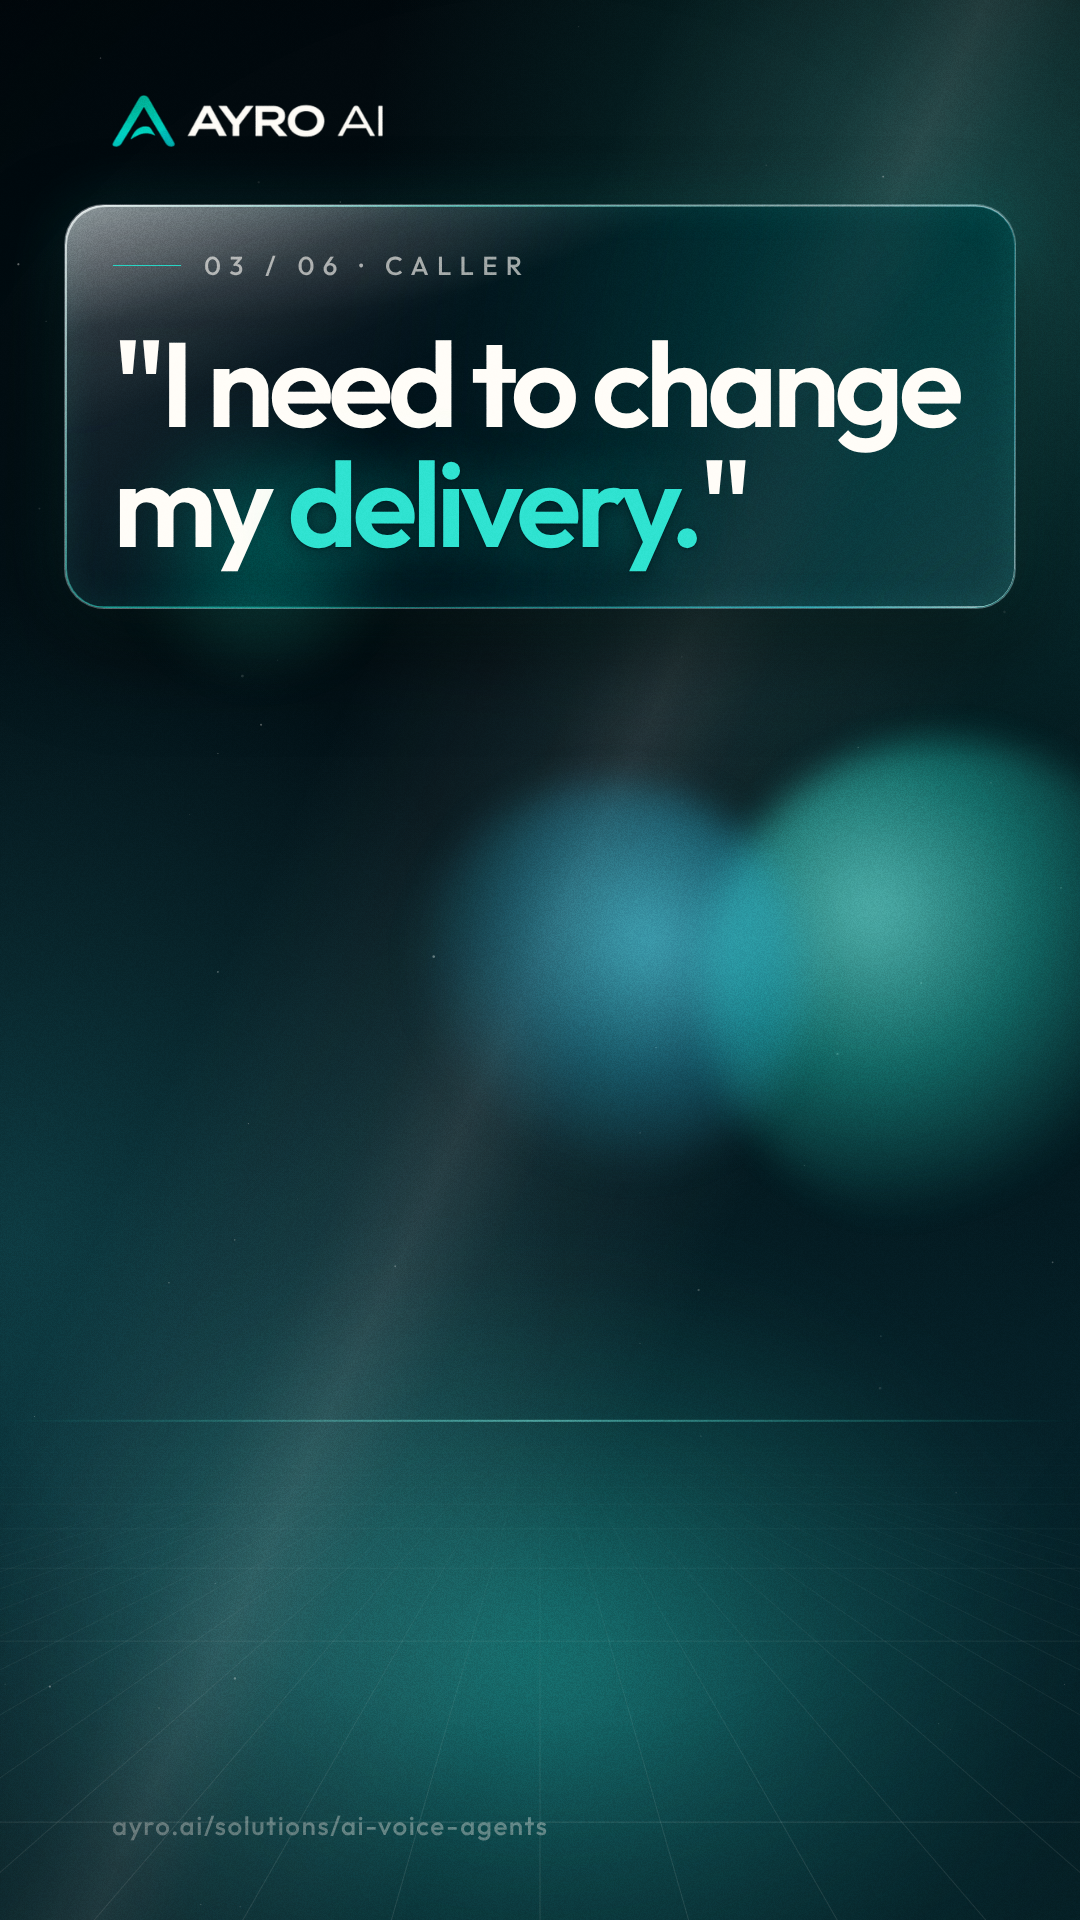 AYRO AI
03 / 06 · CALLER
"I need to change
my delivery."
ayro.ai/solutions/ai-voice-agents